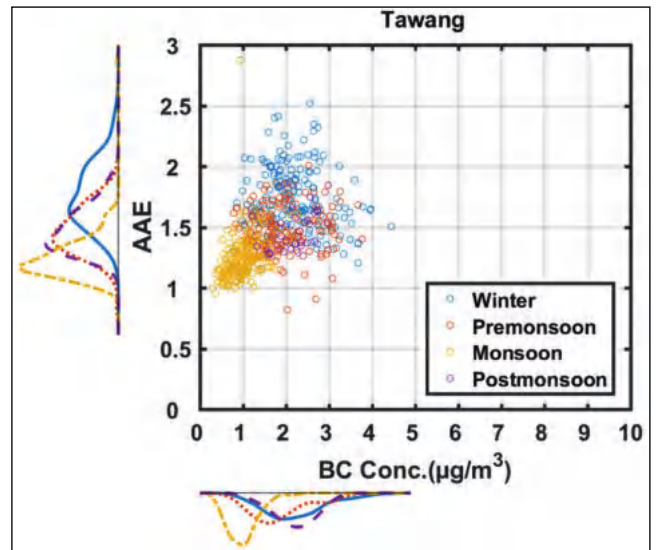 Tawang
3
2.5
2
1.5
1
0.5
0
AAE
0 1 2 3 4 5 6 7 8 9 10
BC Conc.(µg/m³)
Winter
Premonsoon
Monsoon
Postmonsoon